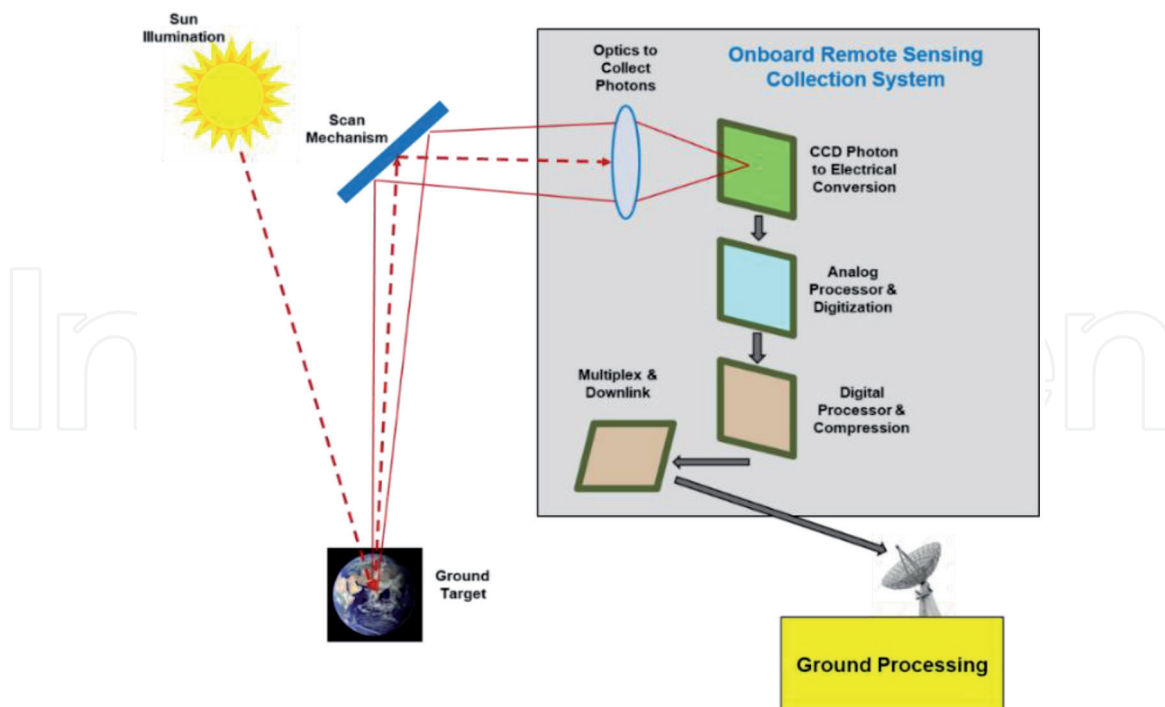 Sun
Illumination
Scan
Mechanism
Optics to
Collect
Photons
Onboard Remote Sensing
Collection System
CCD Photon
to Electrical
Conversion
Analog
Processor &
Digitization
Multiplex &
Downlink
Digital
Processor &
Compression
Ground
Target
Ground Processing